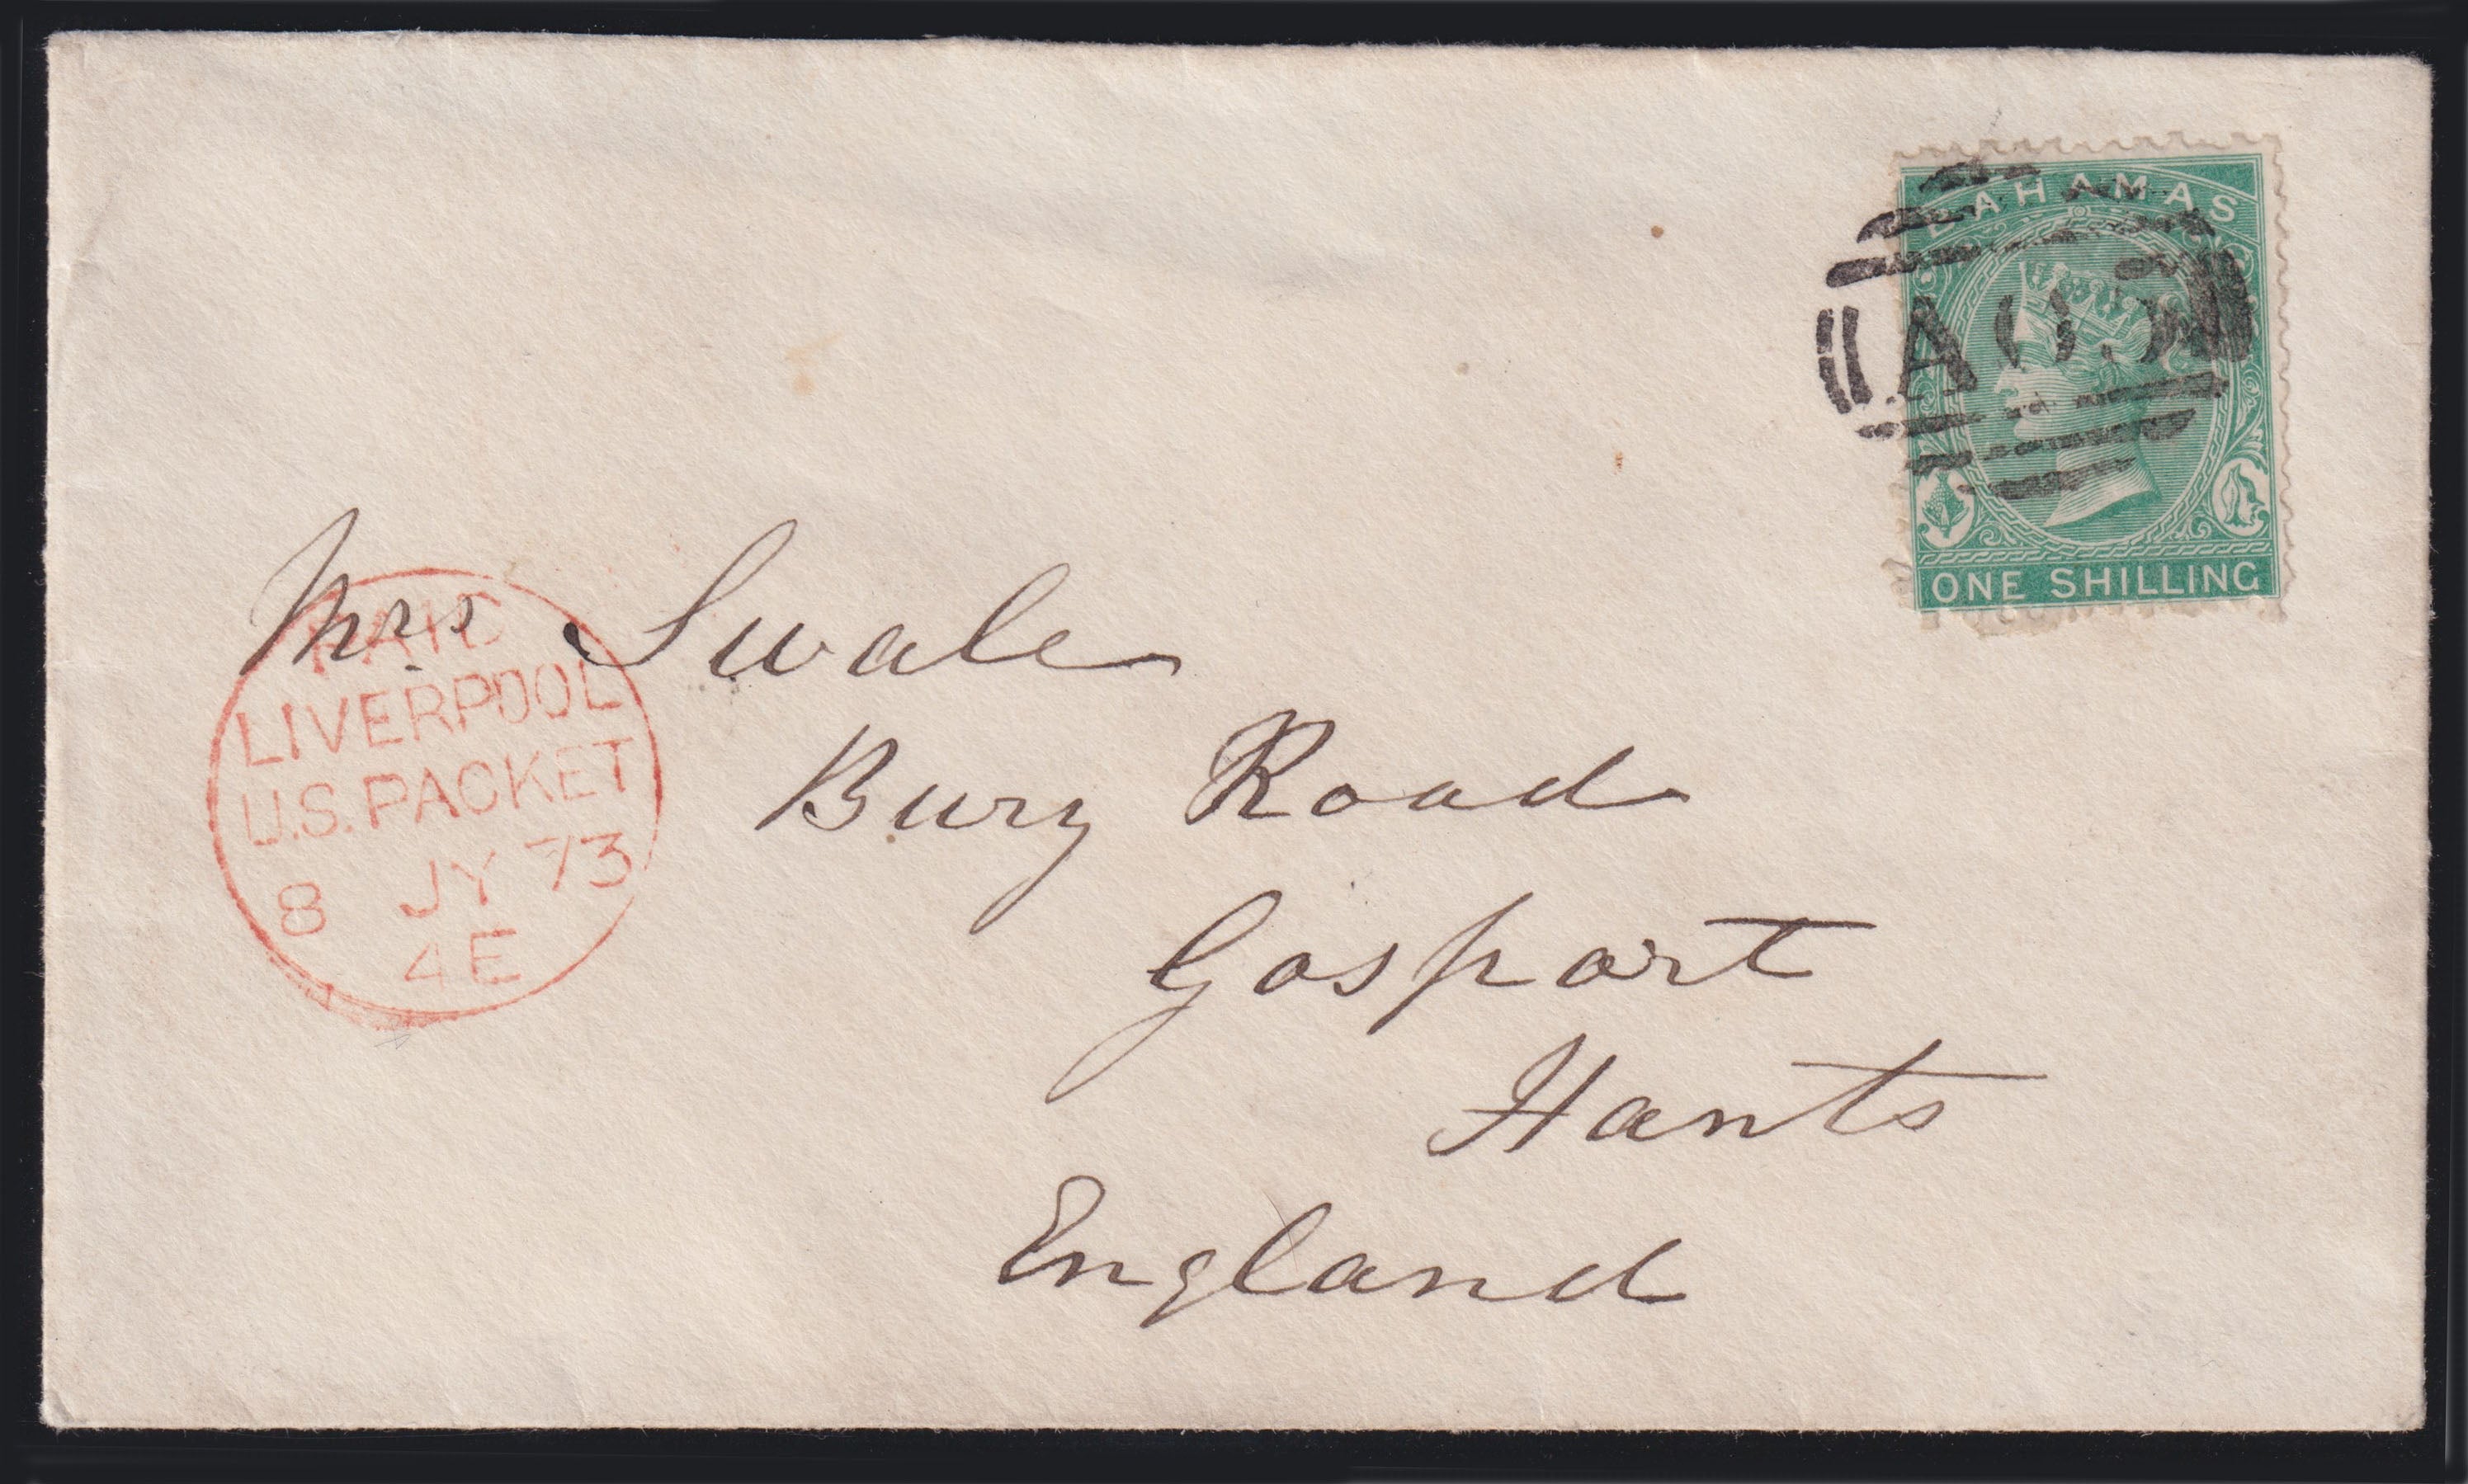 BAHAMAS
A05
ONE SHILLING
Mrs Swale
Bury Road
Gosport
Hants
England
PAID
LIVERPOOL
U.S. PACKET
8 JY 73
4E